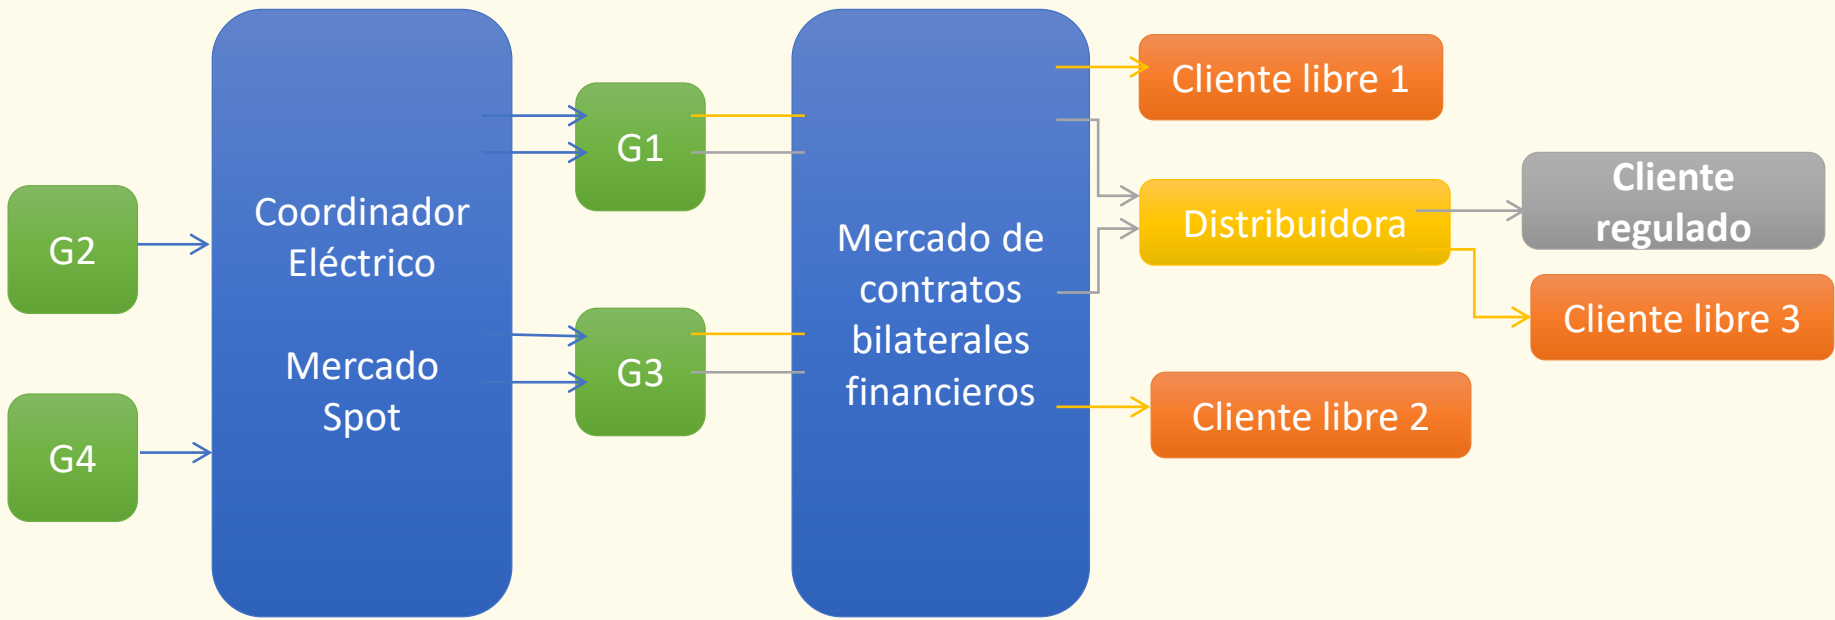 G2
G4
Coordinador
Eléctrico
Mercado
Spot
G1
G3
Mercado de
contratos
bilaterales
financieros
Cliente libre 1
Distribuidora
Cliente libre 2
Cliente
regulado
Cliente libre 3